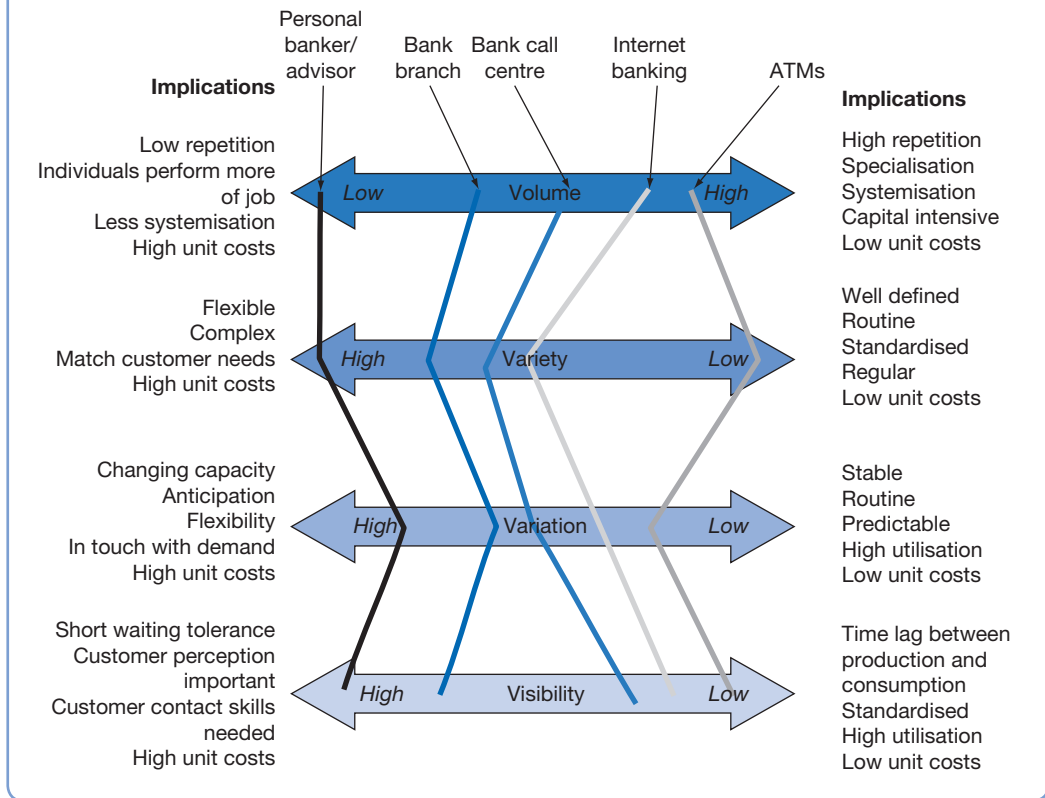 Personal
banker/
advisor
Bank
branch
Bank call
centre
Internet
banking
ATMs
Implications
Low repetition
Individuals perform more
of job
Less systemisation
High unit costs
Low
Volume
High
Implications
High repetition
Specialisation
Systemisation
Capital intensive
Low unit costs
Flexible
Complex
Match customer needs
High unit costs
High
Variety
Low
Well defined
Routine
Standardised
Regular
Low unit costs
Changing capacity
Anticipation
Flexibility
In touch with demand
High unit costs
High
Variation
Low
Stable
Routine
Predictable
High utilisation
Low unit costs
Short waiting tolerance
Customer perception
important
Customer contact skills
needed
High unit costs
High
Visibility
Low
Time lag between
production and
consumption
Standardised
High utilisation
Low unit costs